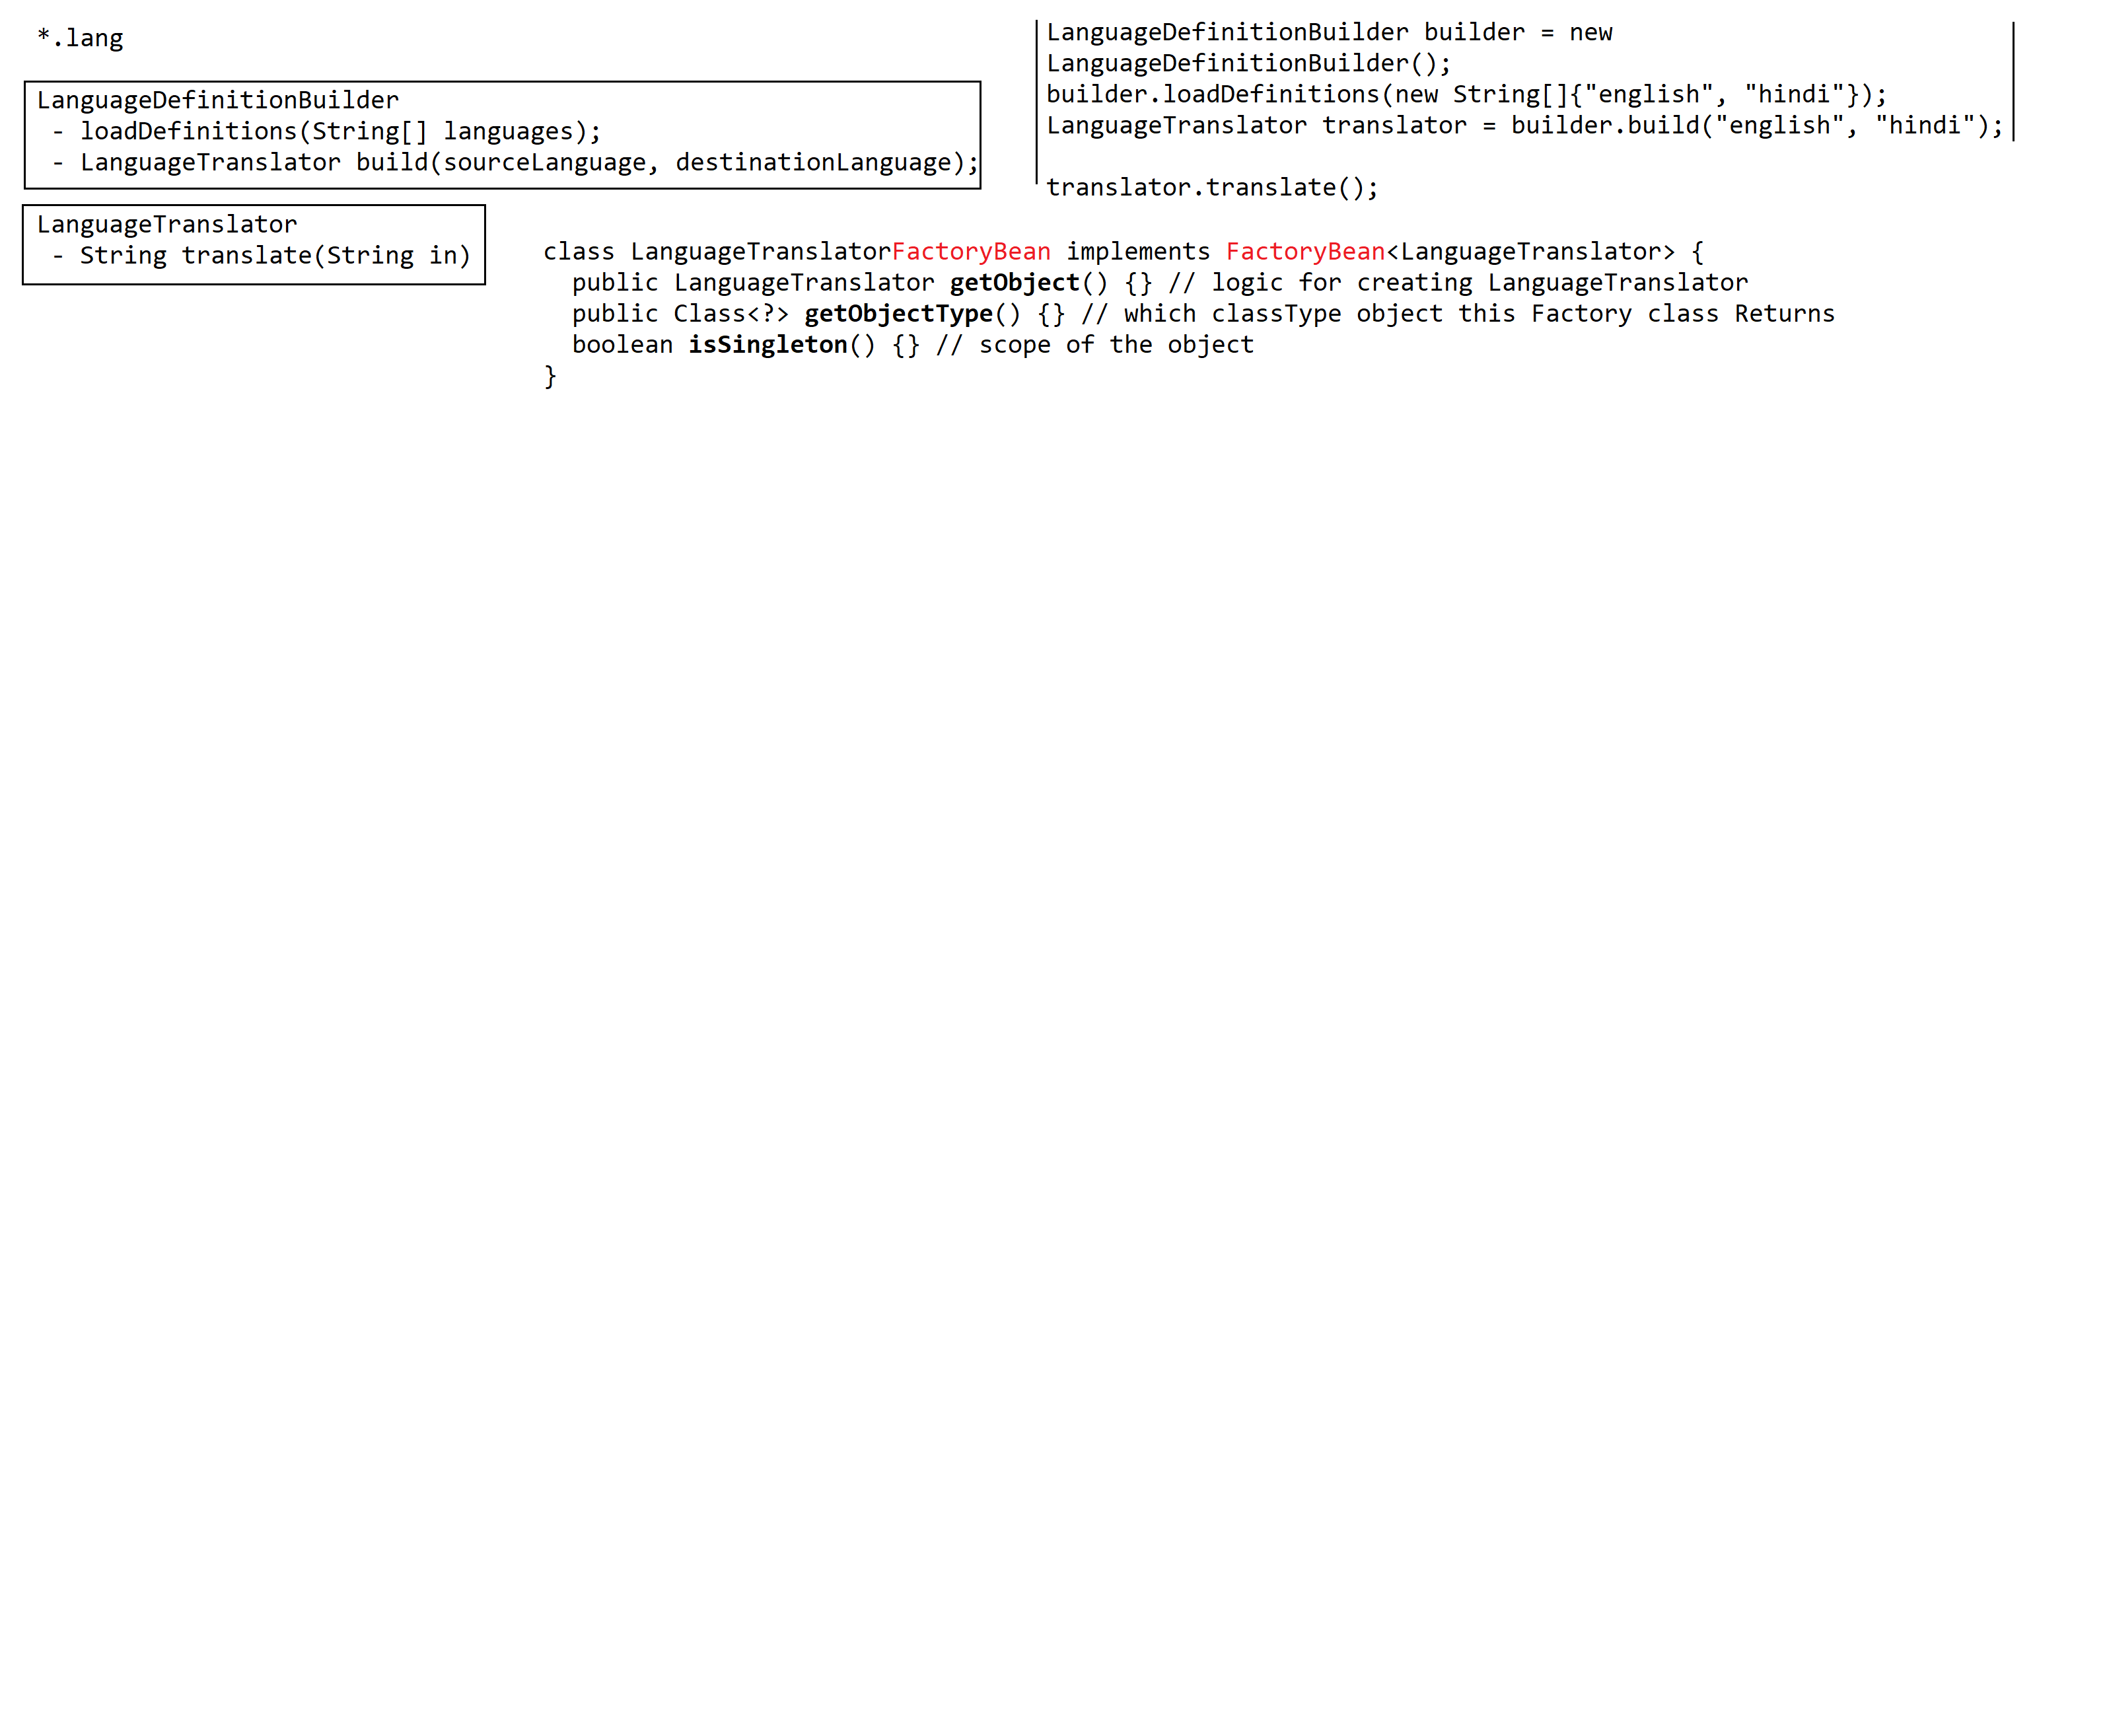 *.lang
LanguageDefinitionBuilder
- loadDefinitions(String[] languages);
- LanguageTranslator build(sourceLanguage, destinationLanguage);
LanguageTranslator
- String translate(String in)
LanguageDefinitionBuilder builder = new
LanguageDefinitionBuilder();
builder.loadDefinitions(new String[]{"english", "hindi"});
LanguageTranslator translator = builder.build("english", "hindi");
translator.translate();
class LanguageTranslatorFactoryBean implements FactoryBean<LanguageTranslator> {
public LanguageTranslator getObject() {} // logic for creating LanguageTranslator
public Class<?> getObjectType() {} // which classType object this Factory class Returns
boolean isSingleton() {} // scope of the object
}